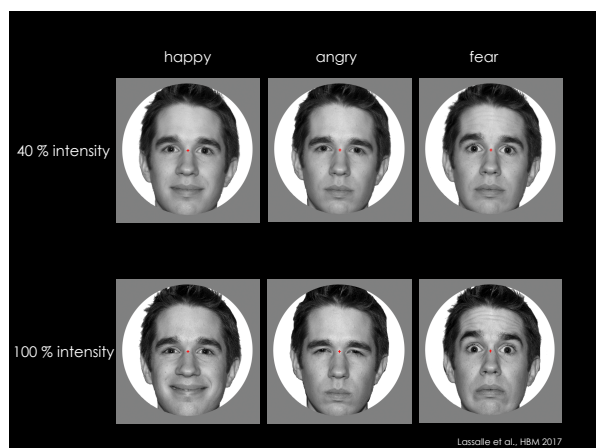 happy angry fear
40 % intensity
100 % intensity
Lassalle et al., HBM 2017